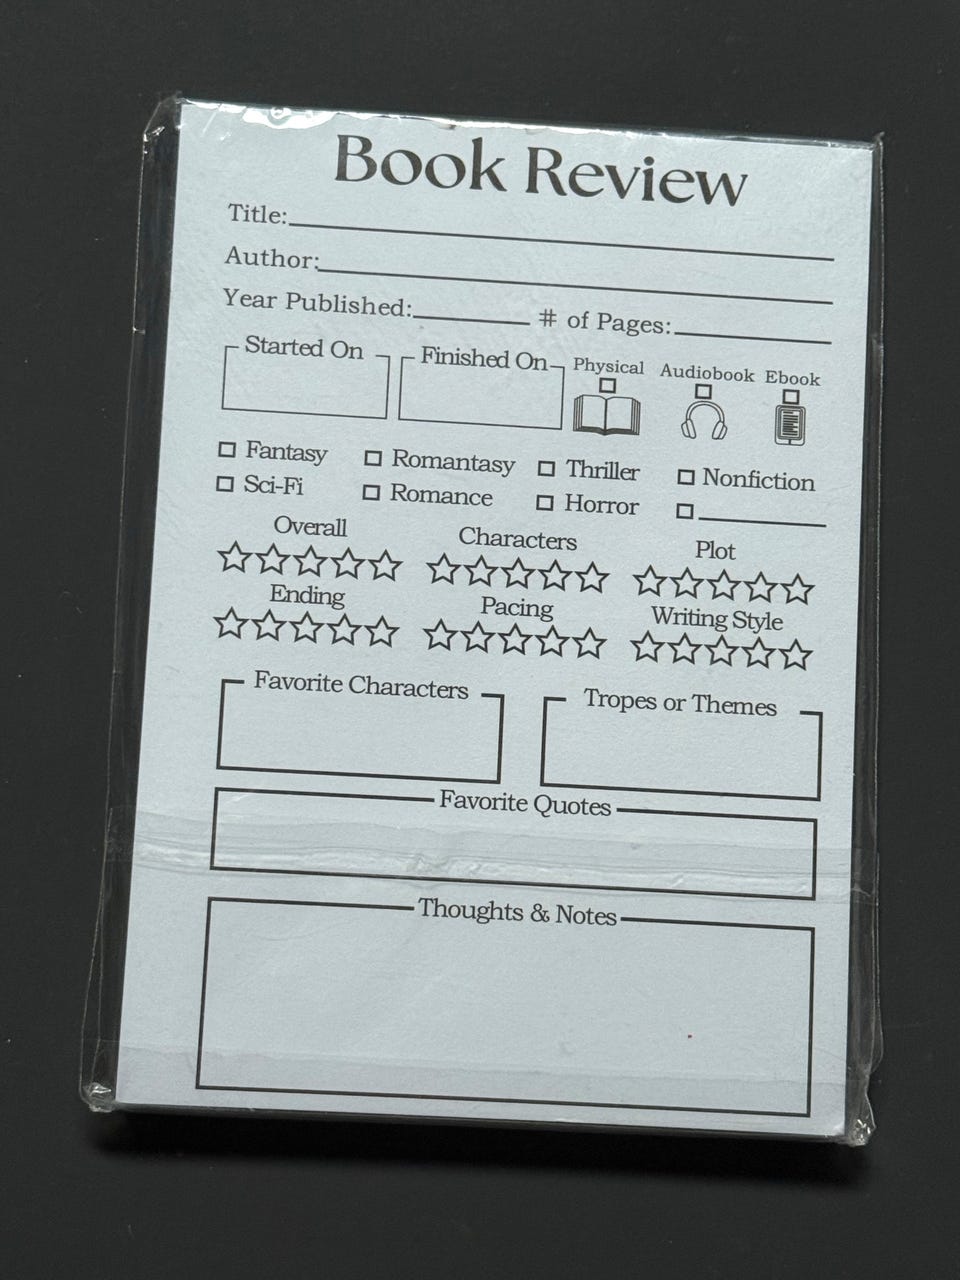 Book Review
Title:
Author:
Year Published: # of Pages:
Started On Finished On Physical Audiobook Ebook
Fantasy Romantasy Thriller Nonfiction
Sci-Fi Romance Horror
Overall Characters Plot
Ending Pacing Writing Style
Favorite Characters Tropes or Themes
Favorite Quotes
Thoughts & Notes